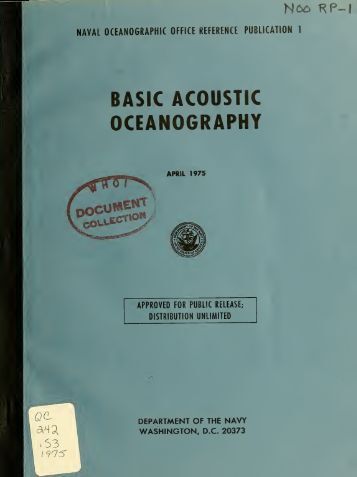 NOO RP-1
NAVAL OCEANOGRAPHIC OFFICE REFERENCE PUBLICATION 1
BASIC ACOUSTIC
OCEANOGRAPHY
APRIL 1975
WHOI
DOCUMENT
COLLECTION
APPROVED FOR PUBLIC RELEASE;
DISTRIBUTION UNLIMITED
DEPARTMENT OF THE NAVY
WASHINGTON, D.C. 20373
QC
242
.S3
1975